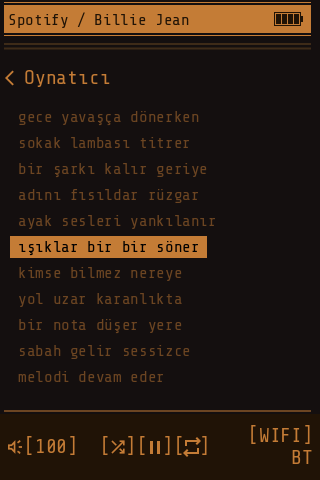 Spotify / Billie Jean
Oynatıcı
gece yavaşça dönerken
sokak lambası titrer
bir şarkı kalır geriye
adını fısıldar rüzgar
ayak sesleri yankılanır
ışıklar bir bir söner
kimse bilmez nereye
yol uzar karanlıkta
bir nota düşer yere
sabah gelir sessizce
melodi devam eder
[100] [ ][ ][ ] [WIFI]
BT